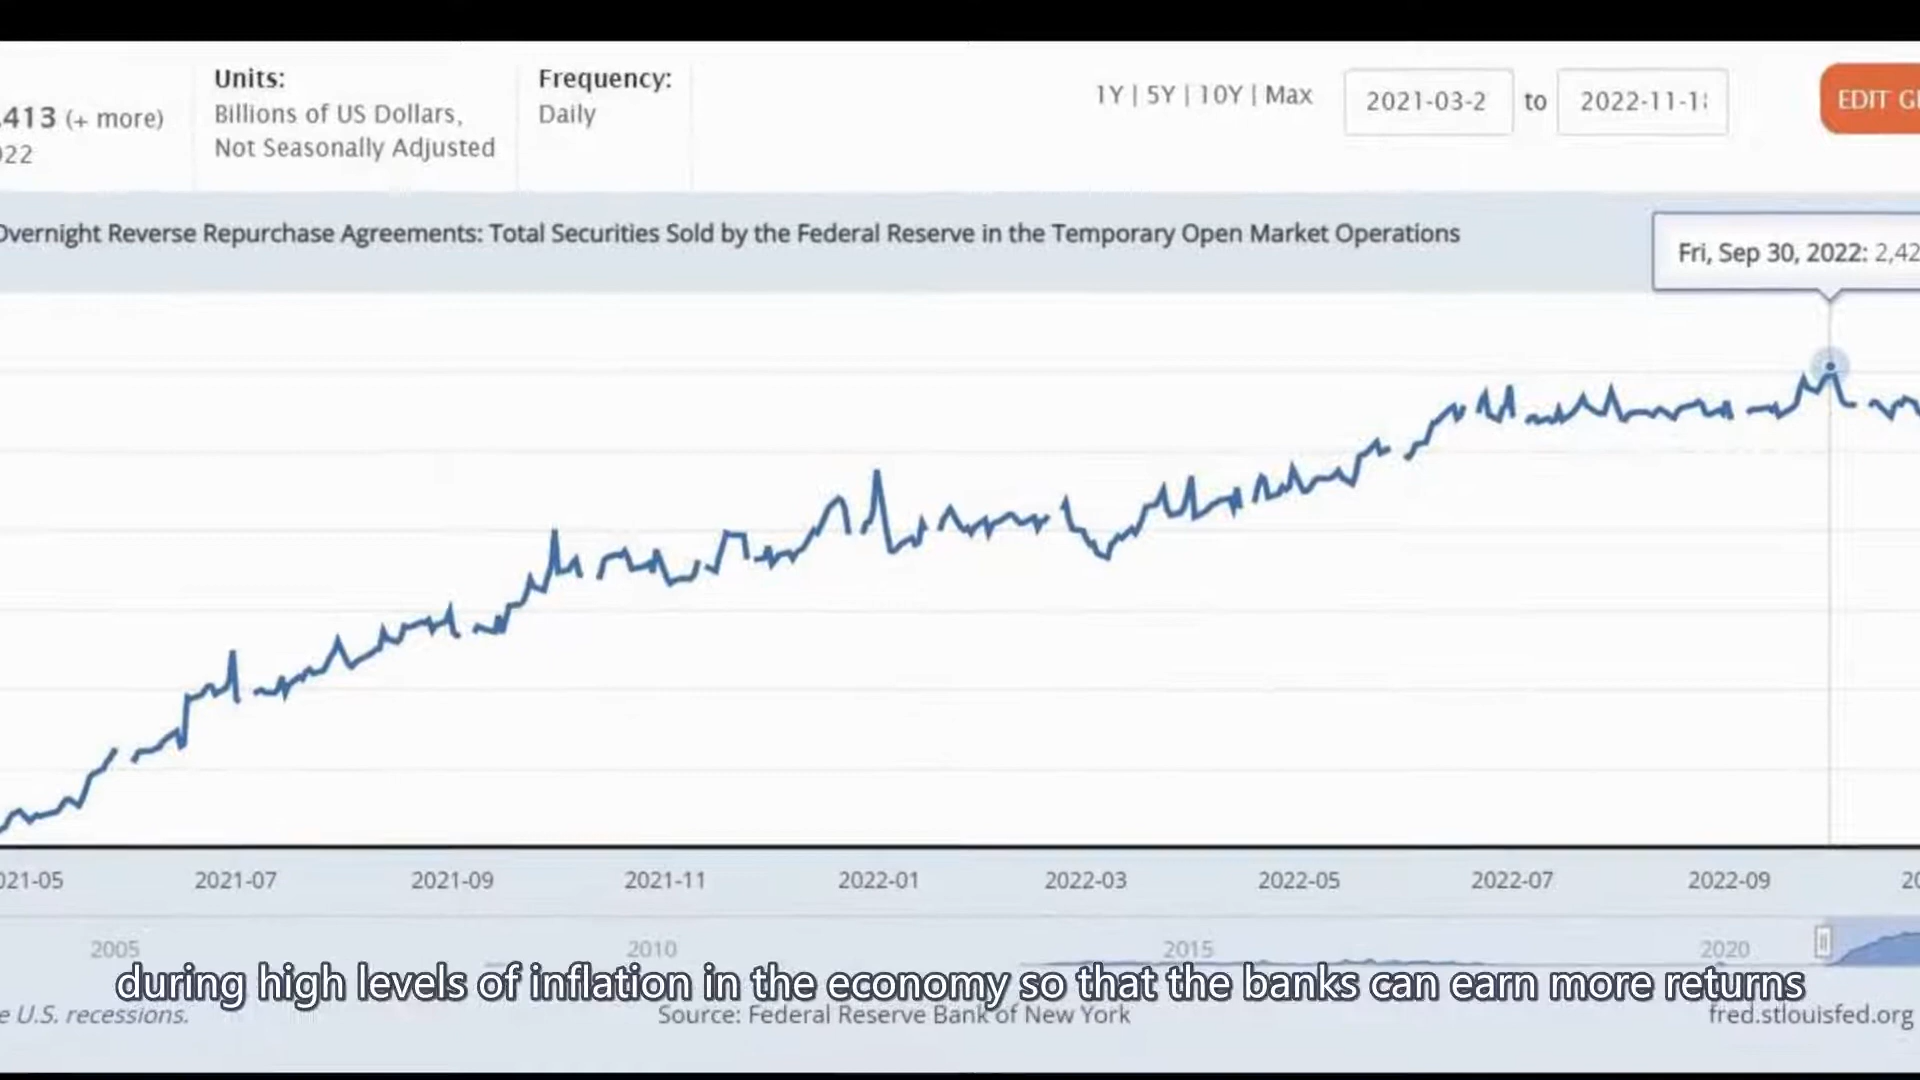 Units:
Frequency:
.413 (+ more)
Billions of US Dollars,
Daily
1Y | 5Y | 10Y | Max
2021-03-2
to
2022-11-1
EDIT
022
Not Seasonally Adjusted
Overnight Reverse Repurchase Agreements: Total Securities Sold by the Federal Reserve in the Temporary Open Market Operations
Fri, Sep 30, 2022: 2,42
021-05
2021-07
2021-09
2021-11
2022-01
2022-03
2022-05
2022-07
2022-09
2005
2010
2015
2020
during high levels of inflation in the economy so that the banks can earn more returns
e U.S. recessions.
Source: Federal Reserve Bank of New York
fred.stlouisfed.org